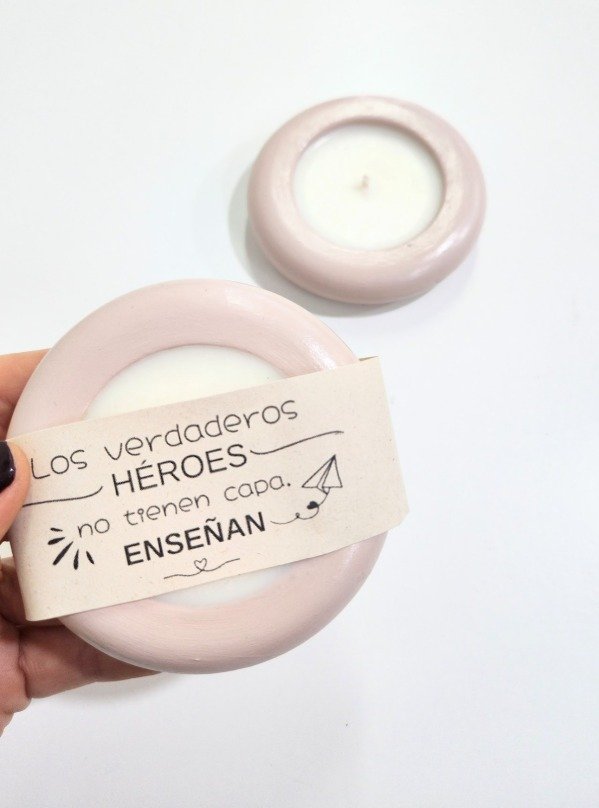 Los verdaderos
HÉROES
no tienen capa.
ENSEÑAN